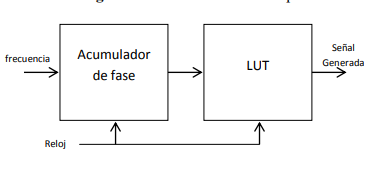 frecuencia
Acumulador
de fase
LUT
Señal
Generada
Reloj